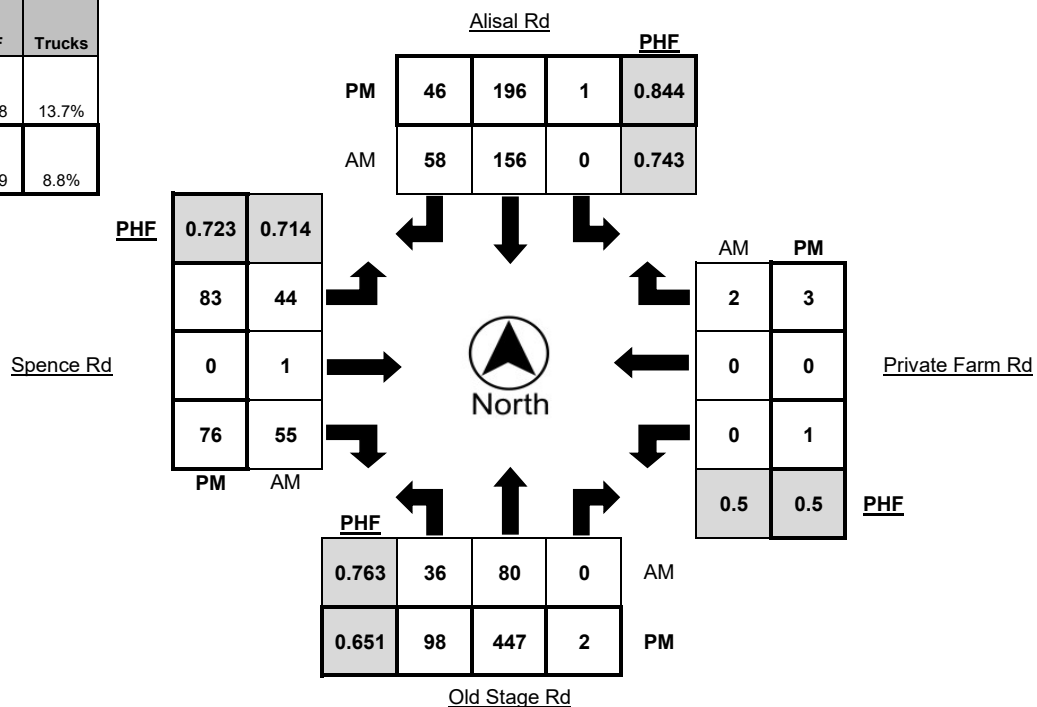 Alisal Rd
Trucks
PHF
PM 46 196 1 0.844
8 13.7%
AM 58 156 0 0.743
9 8.8%
PHF 0.723 0.714
AM PM
83 44
2 3
Spence Rd
0 1
0 0
Private Farm Rd
North
76 55
0 1
PM AM
0.5 0.5 PHF
PHF
0.763 36 80 0 AM
0.651 98 447 2 PM
Old Stage Rd